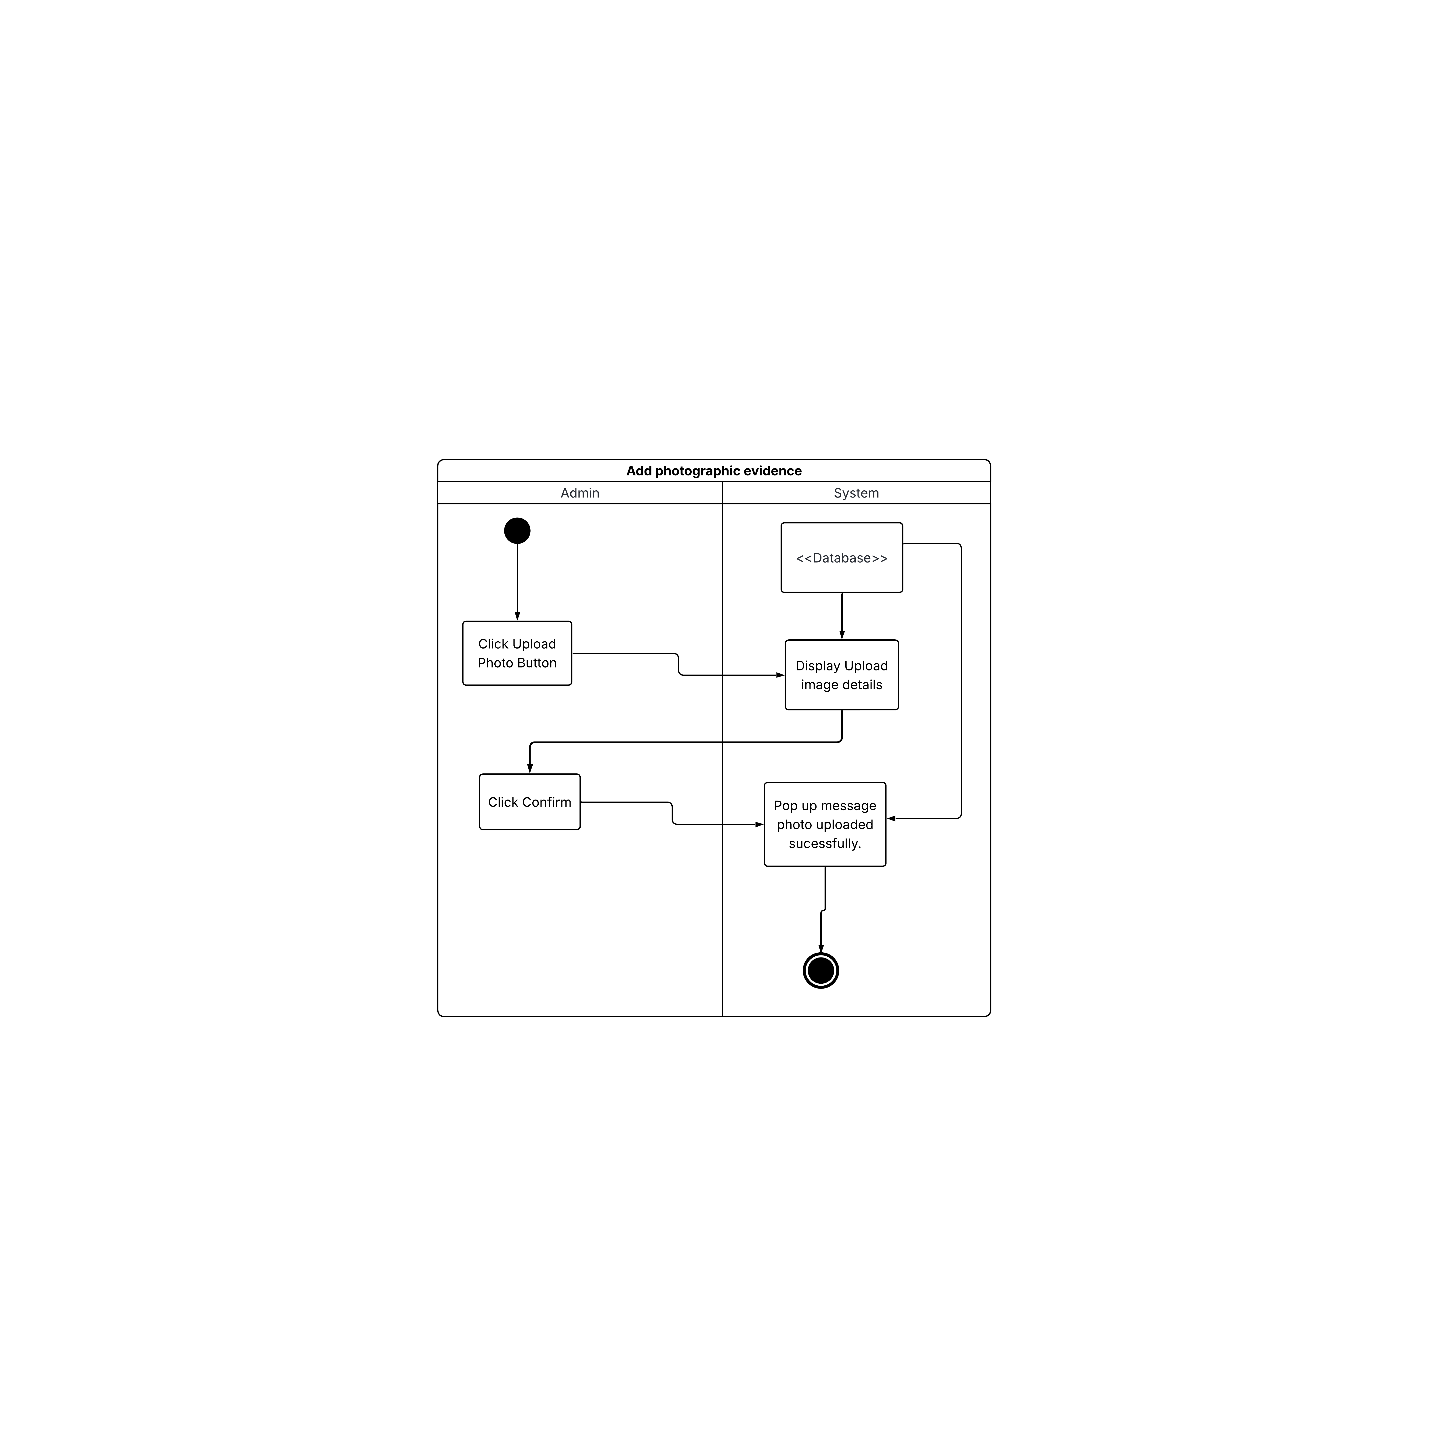 Add photographic evidence
Admin
System
<<Database>>
Click Upload
Photo Button
Display Upload
image details
Click Confirm
Pop up message
photo uploaded
sucessfully.